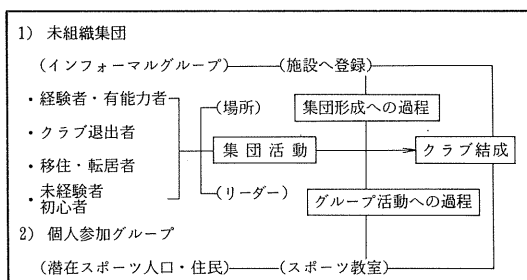 1) 未組織集団
(インフォーマルグループ) (施設へ登録)
・経験者・有能力者
(場所)
集団形成への過程
・クラブ退出者
集団活動
クラブ結成
・移住・転居者
・未経験者
初心者
(リーダー)
グループ活動への過程
2) 個人参加グループ
(潜在スポーツ人口・住民) (スポーツ教室)